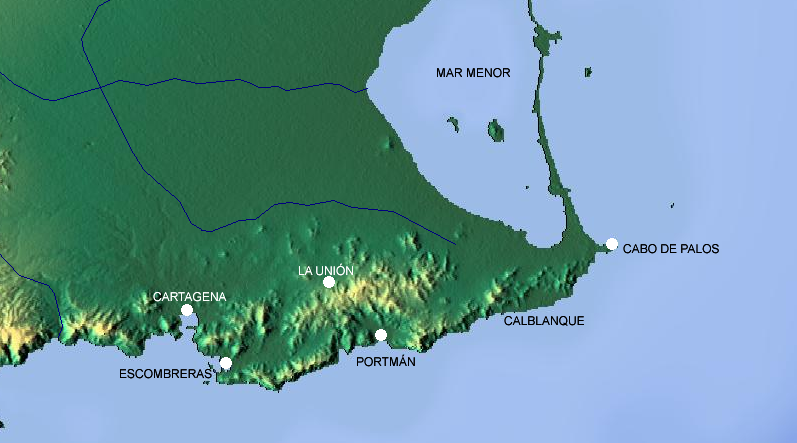 MAR MENOR
CABO DE PALOS
LA UNIÓN
CARTAGENA
CALBLANQUE
PORTMÁN
ESCOMBRERAS